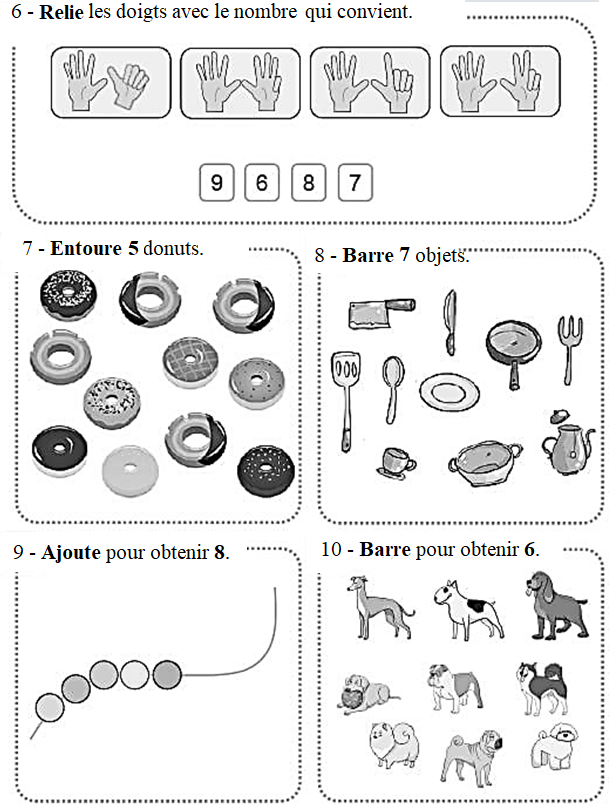 6 - Relie les doigts avec le nombre qui convient.
9 6 8 7
7 - Entoure 5 donuts.
8 - Barre 7 objets.
9 - Ajoute pour obtenir 8.
10 - Barre pour obtenir 6.